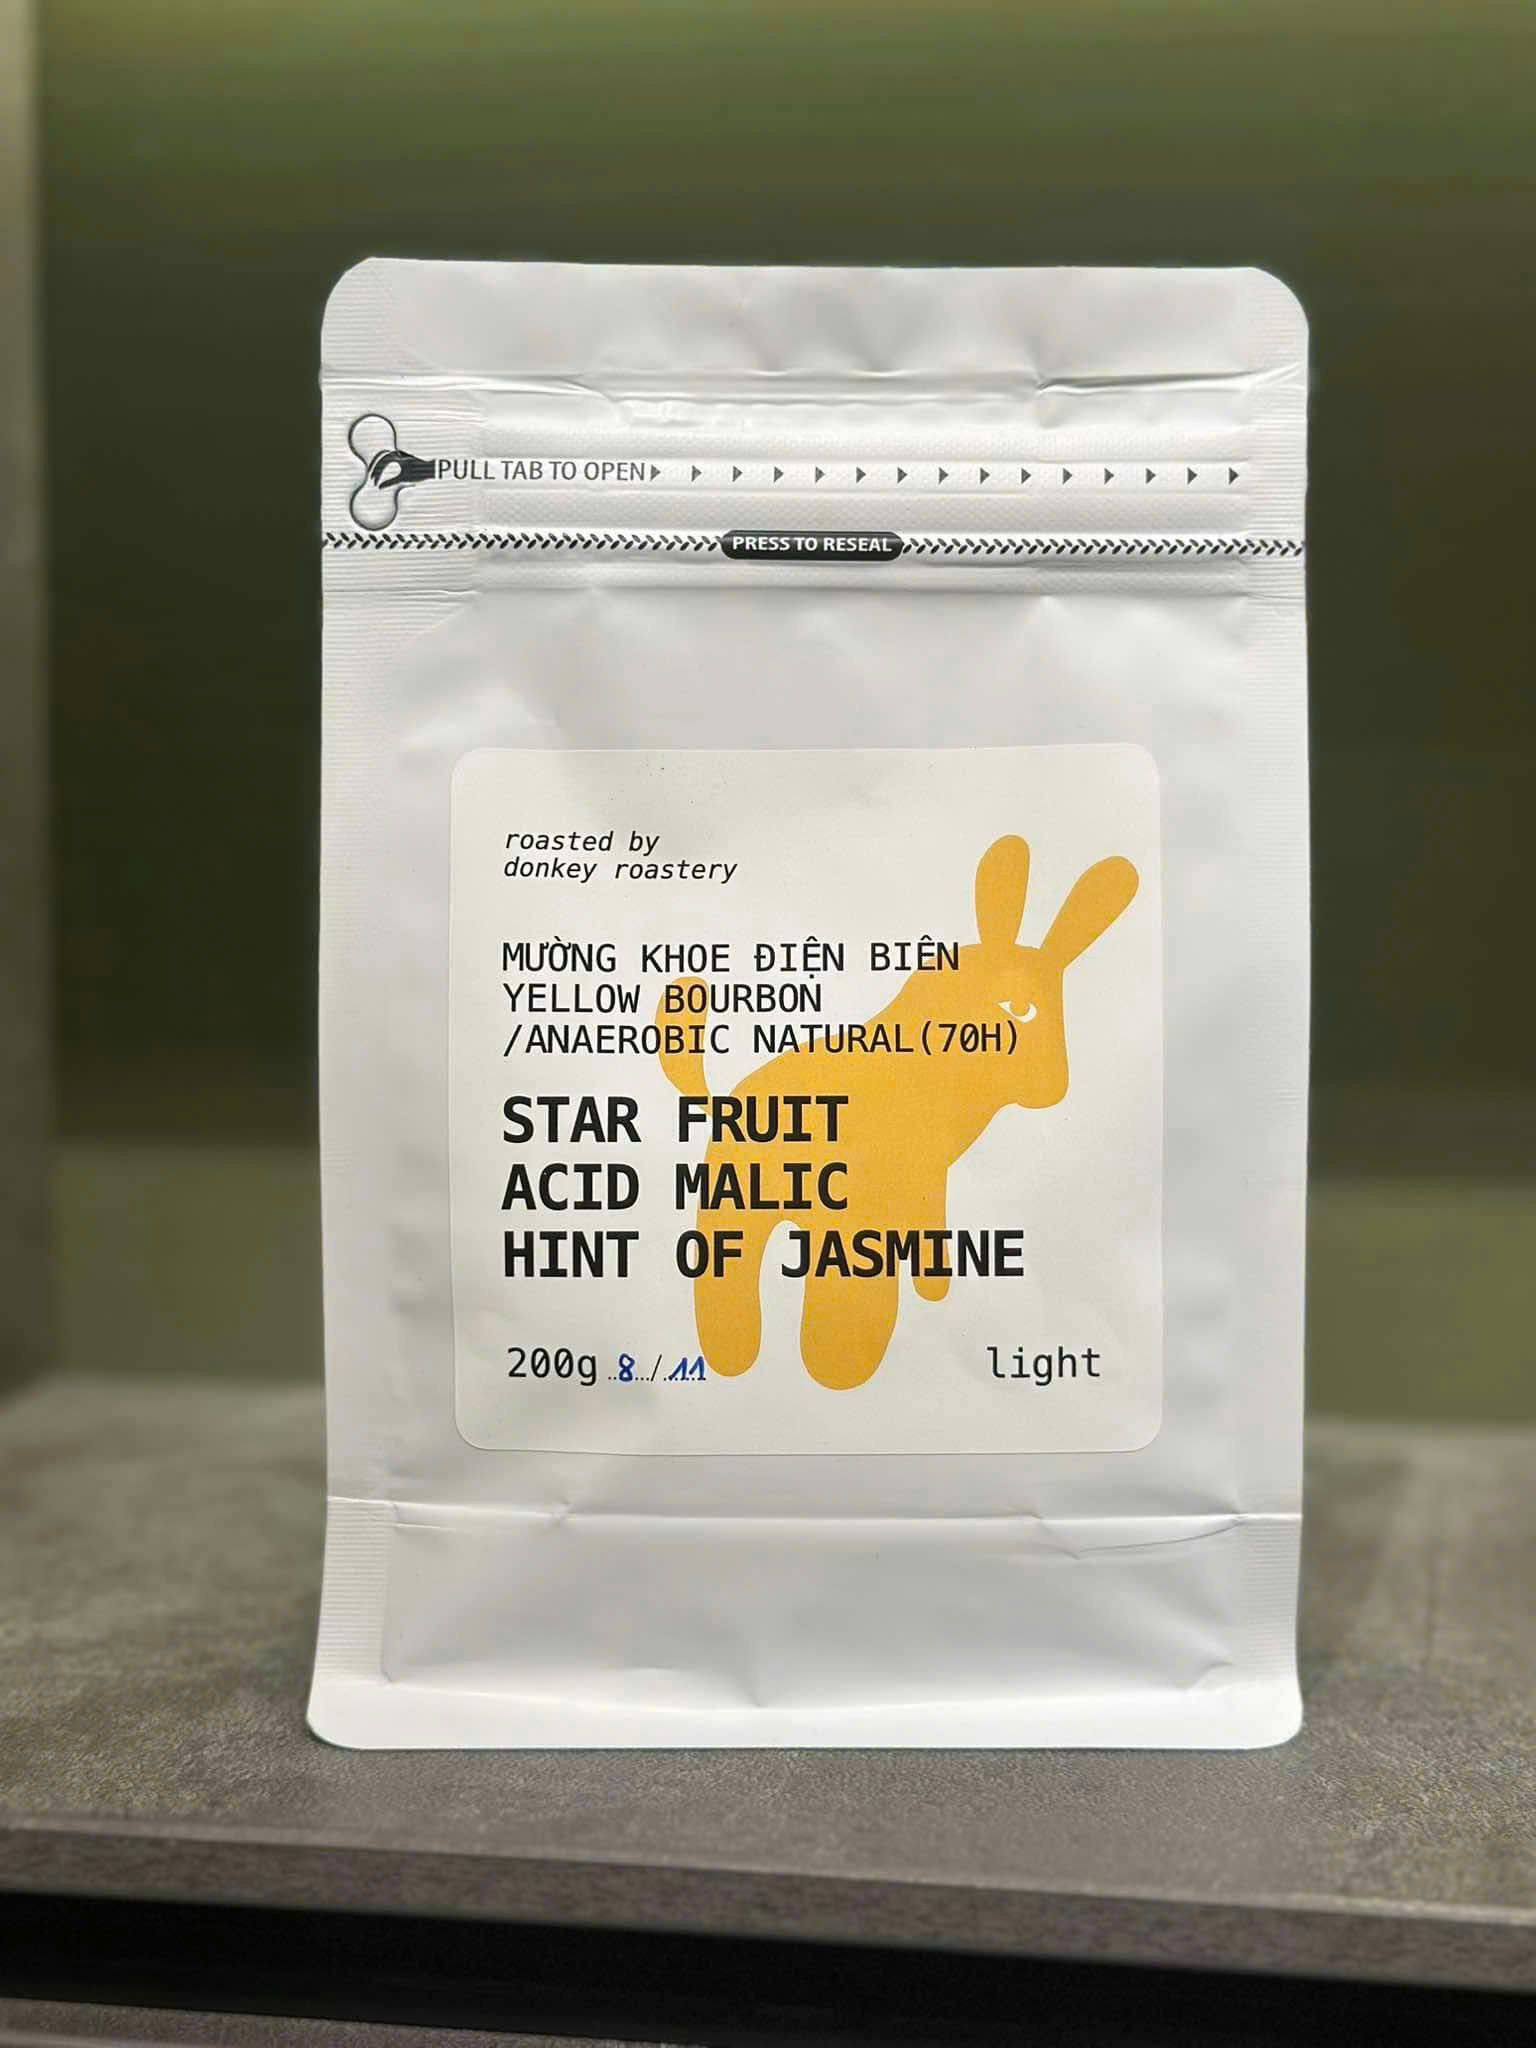 PULL TAB TO OPEN
PRESS TO RESEAL
roasted by
donkey roastery
MƯỜNG KHOE ĐIỆN BIÊN
YELLOW BOURBON
/ANAEROBIC NATURAL(70H)
STAR FRUIT
ACID MALIC
HINT OF JASMINE
200g ..8.../..11.. light